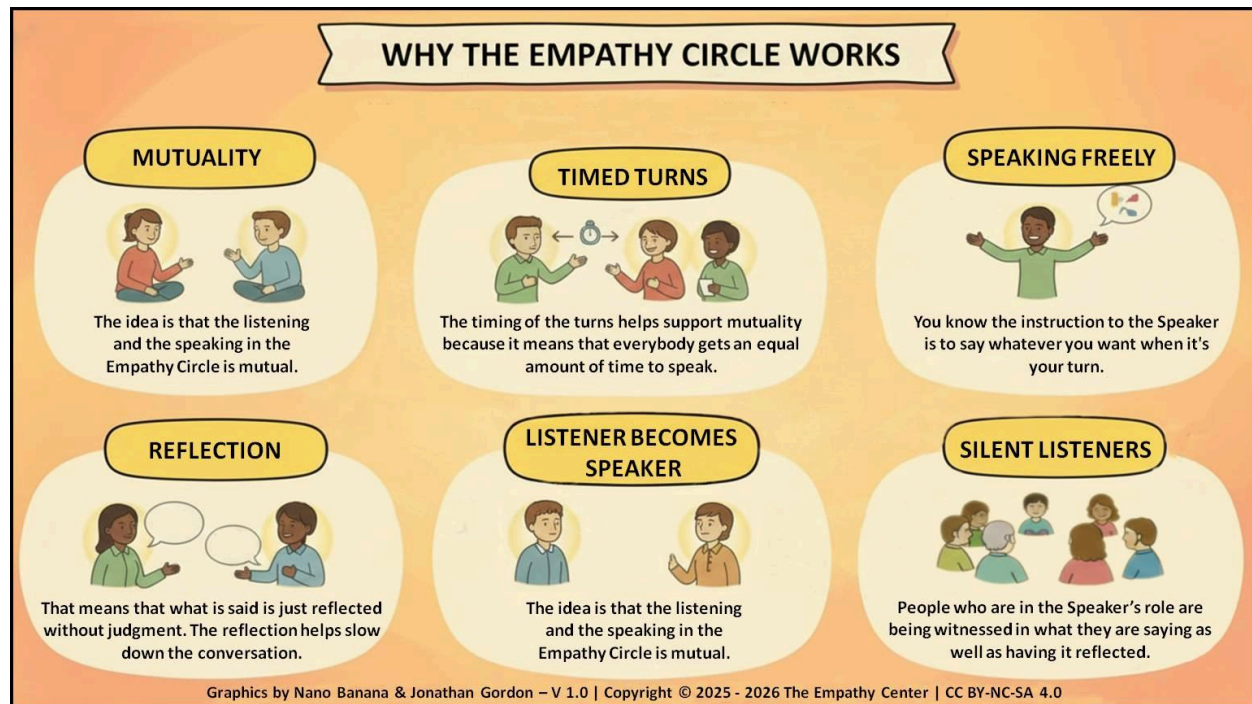 WHY THE EMPATHY CIRCLE WORKS
MUTUALITY
The idea is that the listening
and the speaking in the
Empathy Circle is mutual.
TIMED TURNS
The timing of the turns helps support mutuality
because it means that everybody gets an equal
amount of time to speak.
SPEAKING FREELY
You know the instruction to the Speaker
is to say whatever you want when it's
your turn.
REFLECTION
That means that what is said is just reflected
without judgment. The reflection helps slow
down the conversation.
LISTENER BECOMES
SPEAKER
The idea is that the listening
and the speaking in the
Empathy Circle is mutual.
SILENT LISTENERS
People who are in the Speaker’s role are
being witnessed in what they are saying as
well as having it reflected.
Graphics by Nano Banana & Jonathan Gordon – V 1.0 | Copyright © 2025 - 2026 The Empathy Center | CC BY-NC-SA 4.0